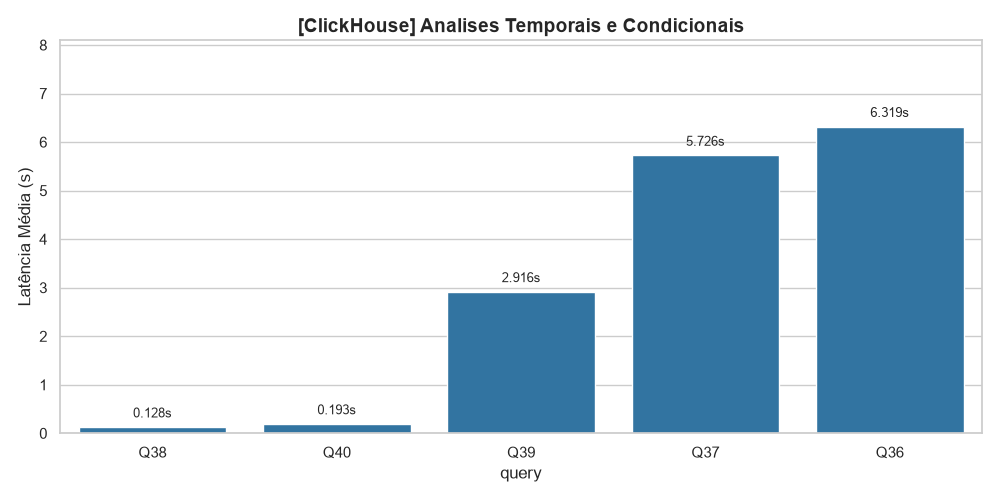 [ClickHouse] Analises Temporais e Condicionais
Latência Média (s)
8
7
6
5
4
3
2
1
0
0.128s
0.193s
2.916s
5.726s
6.319s
Q38
Q40
Q39
Q37
Q36
query